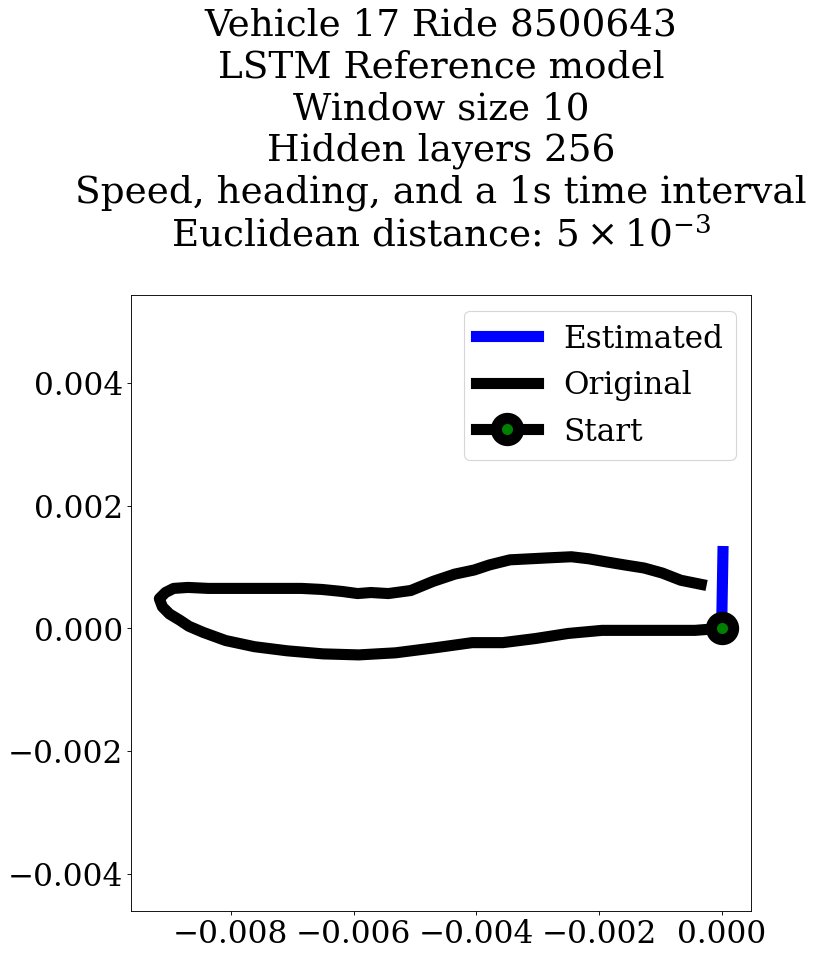 Vehicle 17 Ride 8500643
LSTM Reference model
Window size 10
Hidden layers 256
Speed, heading, and a 1s time interval
Euclidean distance: 5 × 10⁻³
Estimated
Original
Start
0.004
0.002
0.000
−0.002
−0.004
−0.008 −0.006 −0.004 −0.002 0.000